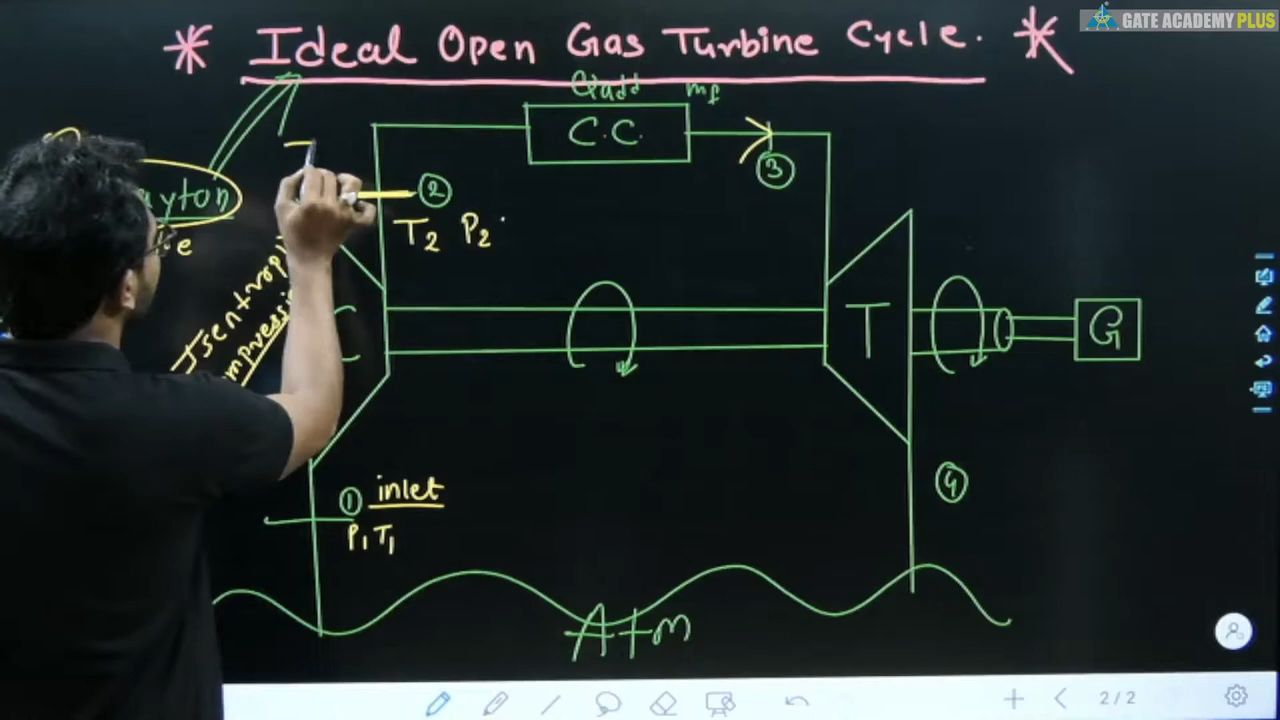 GATE ACADEMY PLUS
* Ideal Open Gas Turbine Cycle. *
Qadd
mf
C.C.
3
2
T2 P2
T
G
1 inlet
P1 T1
4
Atm
2/2